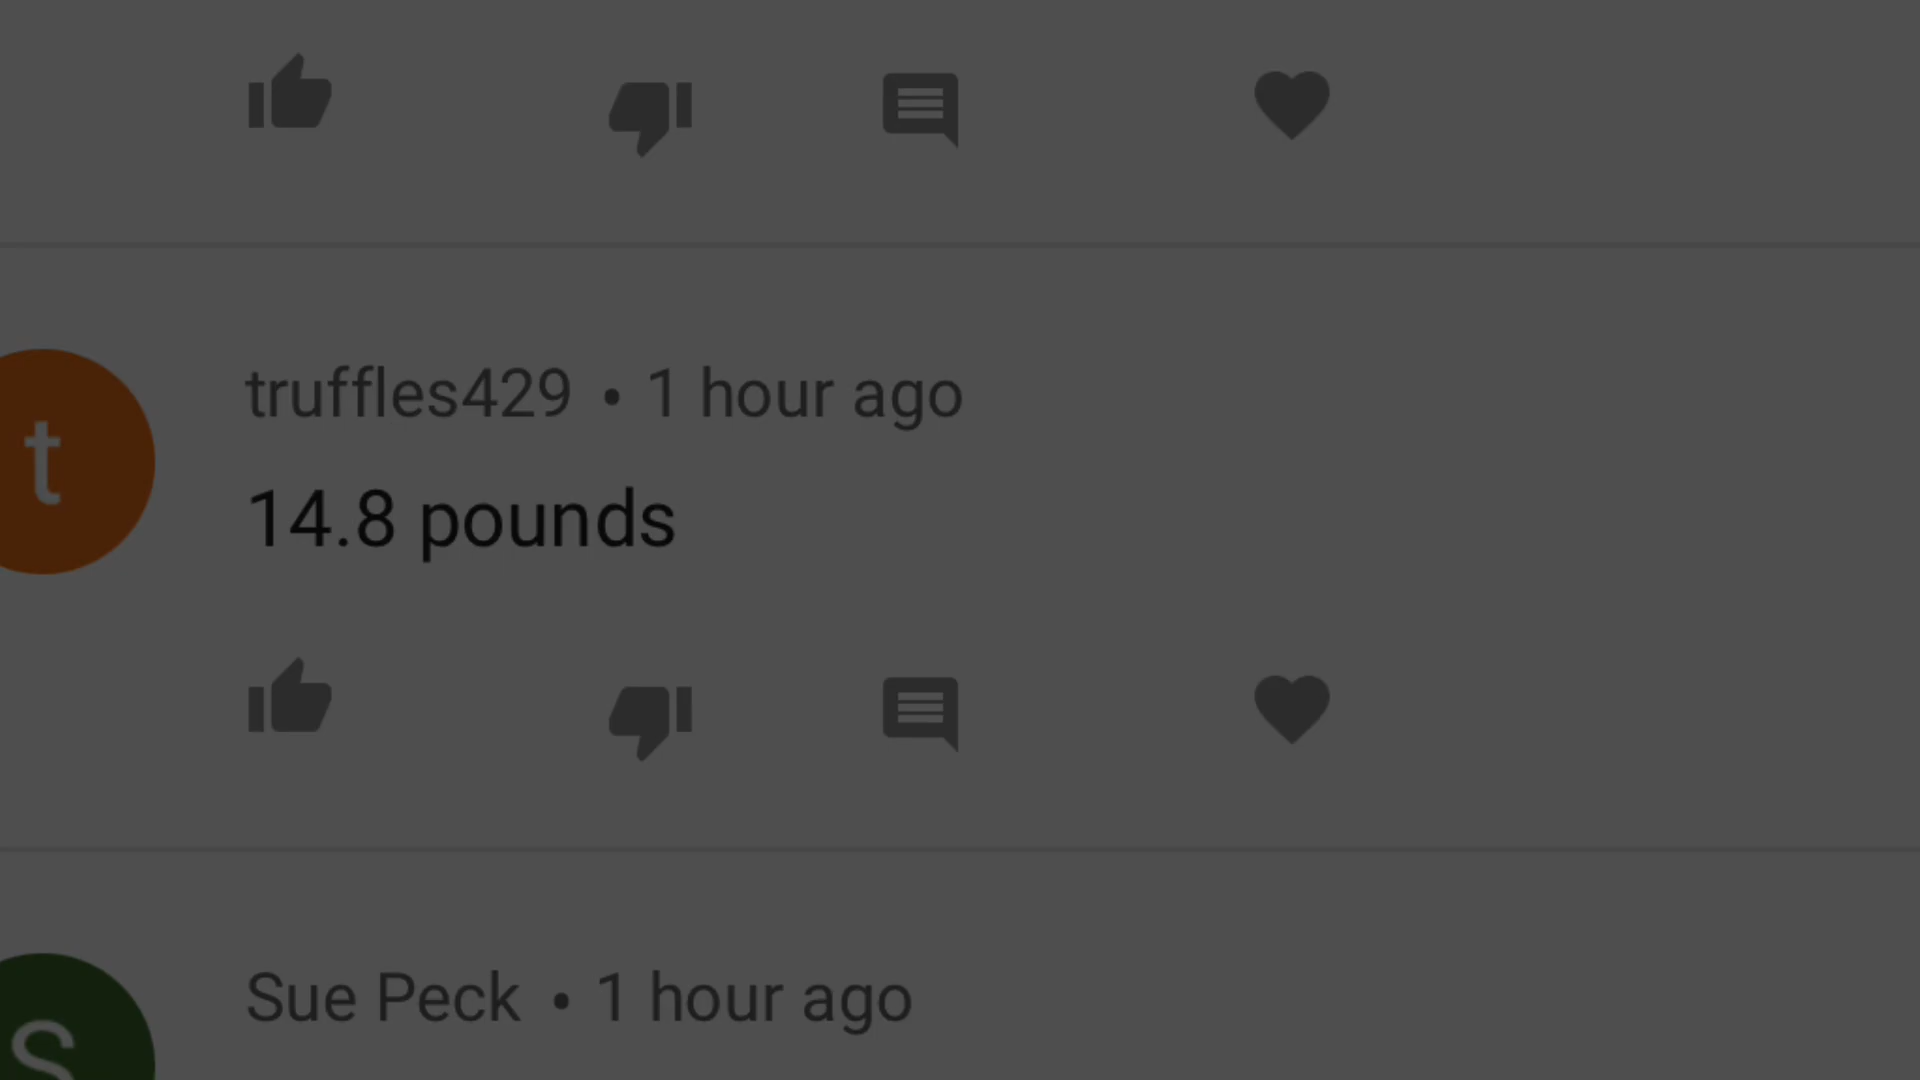 t
truffles429 • 1 hour ago
14.8 pounds
S
Sue Peck • 1 hour ago